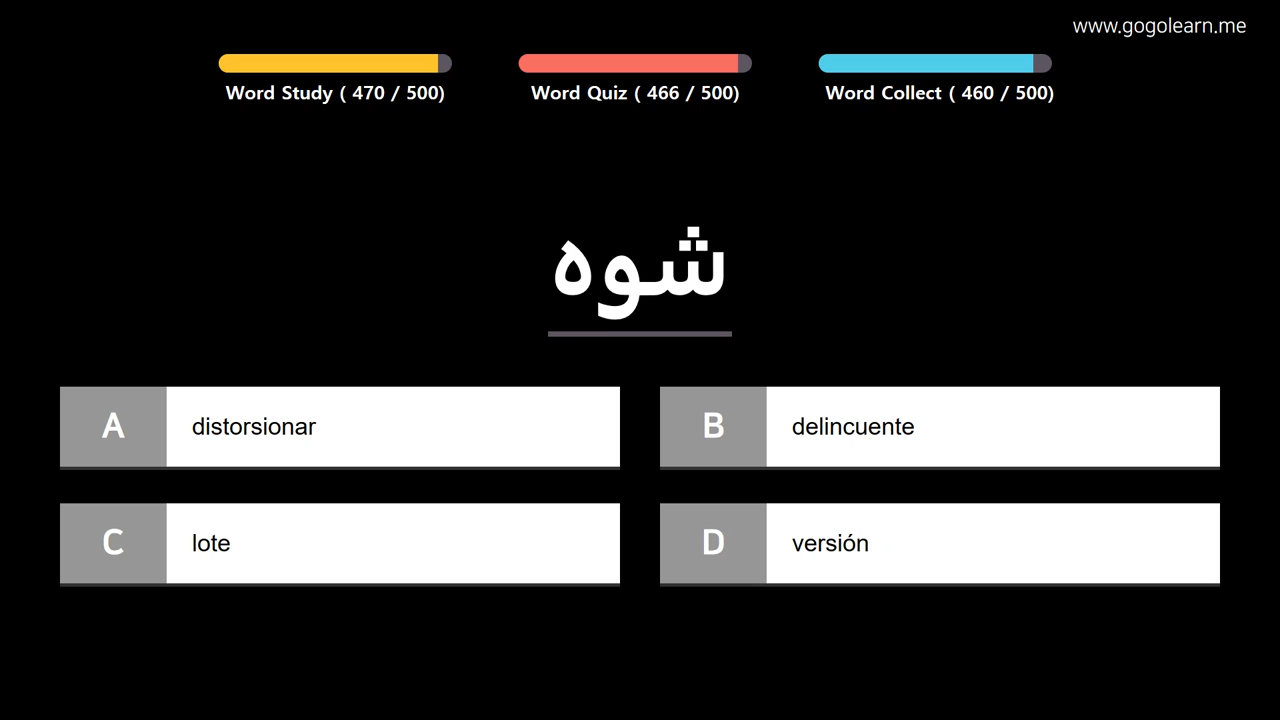 www.gogolearn.me
Word Study ( 470 / 500)
Word Quiz ( 466 / 500)
Word Collect ( 460 / 500)
شوه
A distorsionar
B delincuente
C lote
D versión